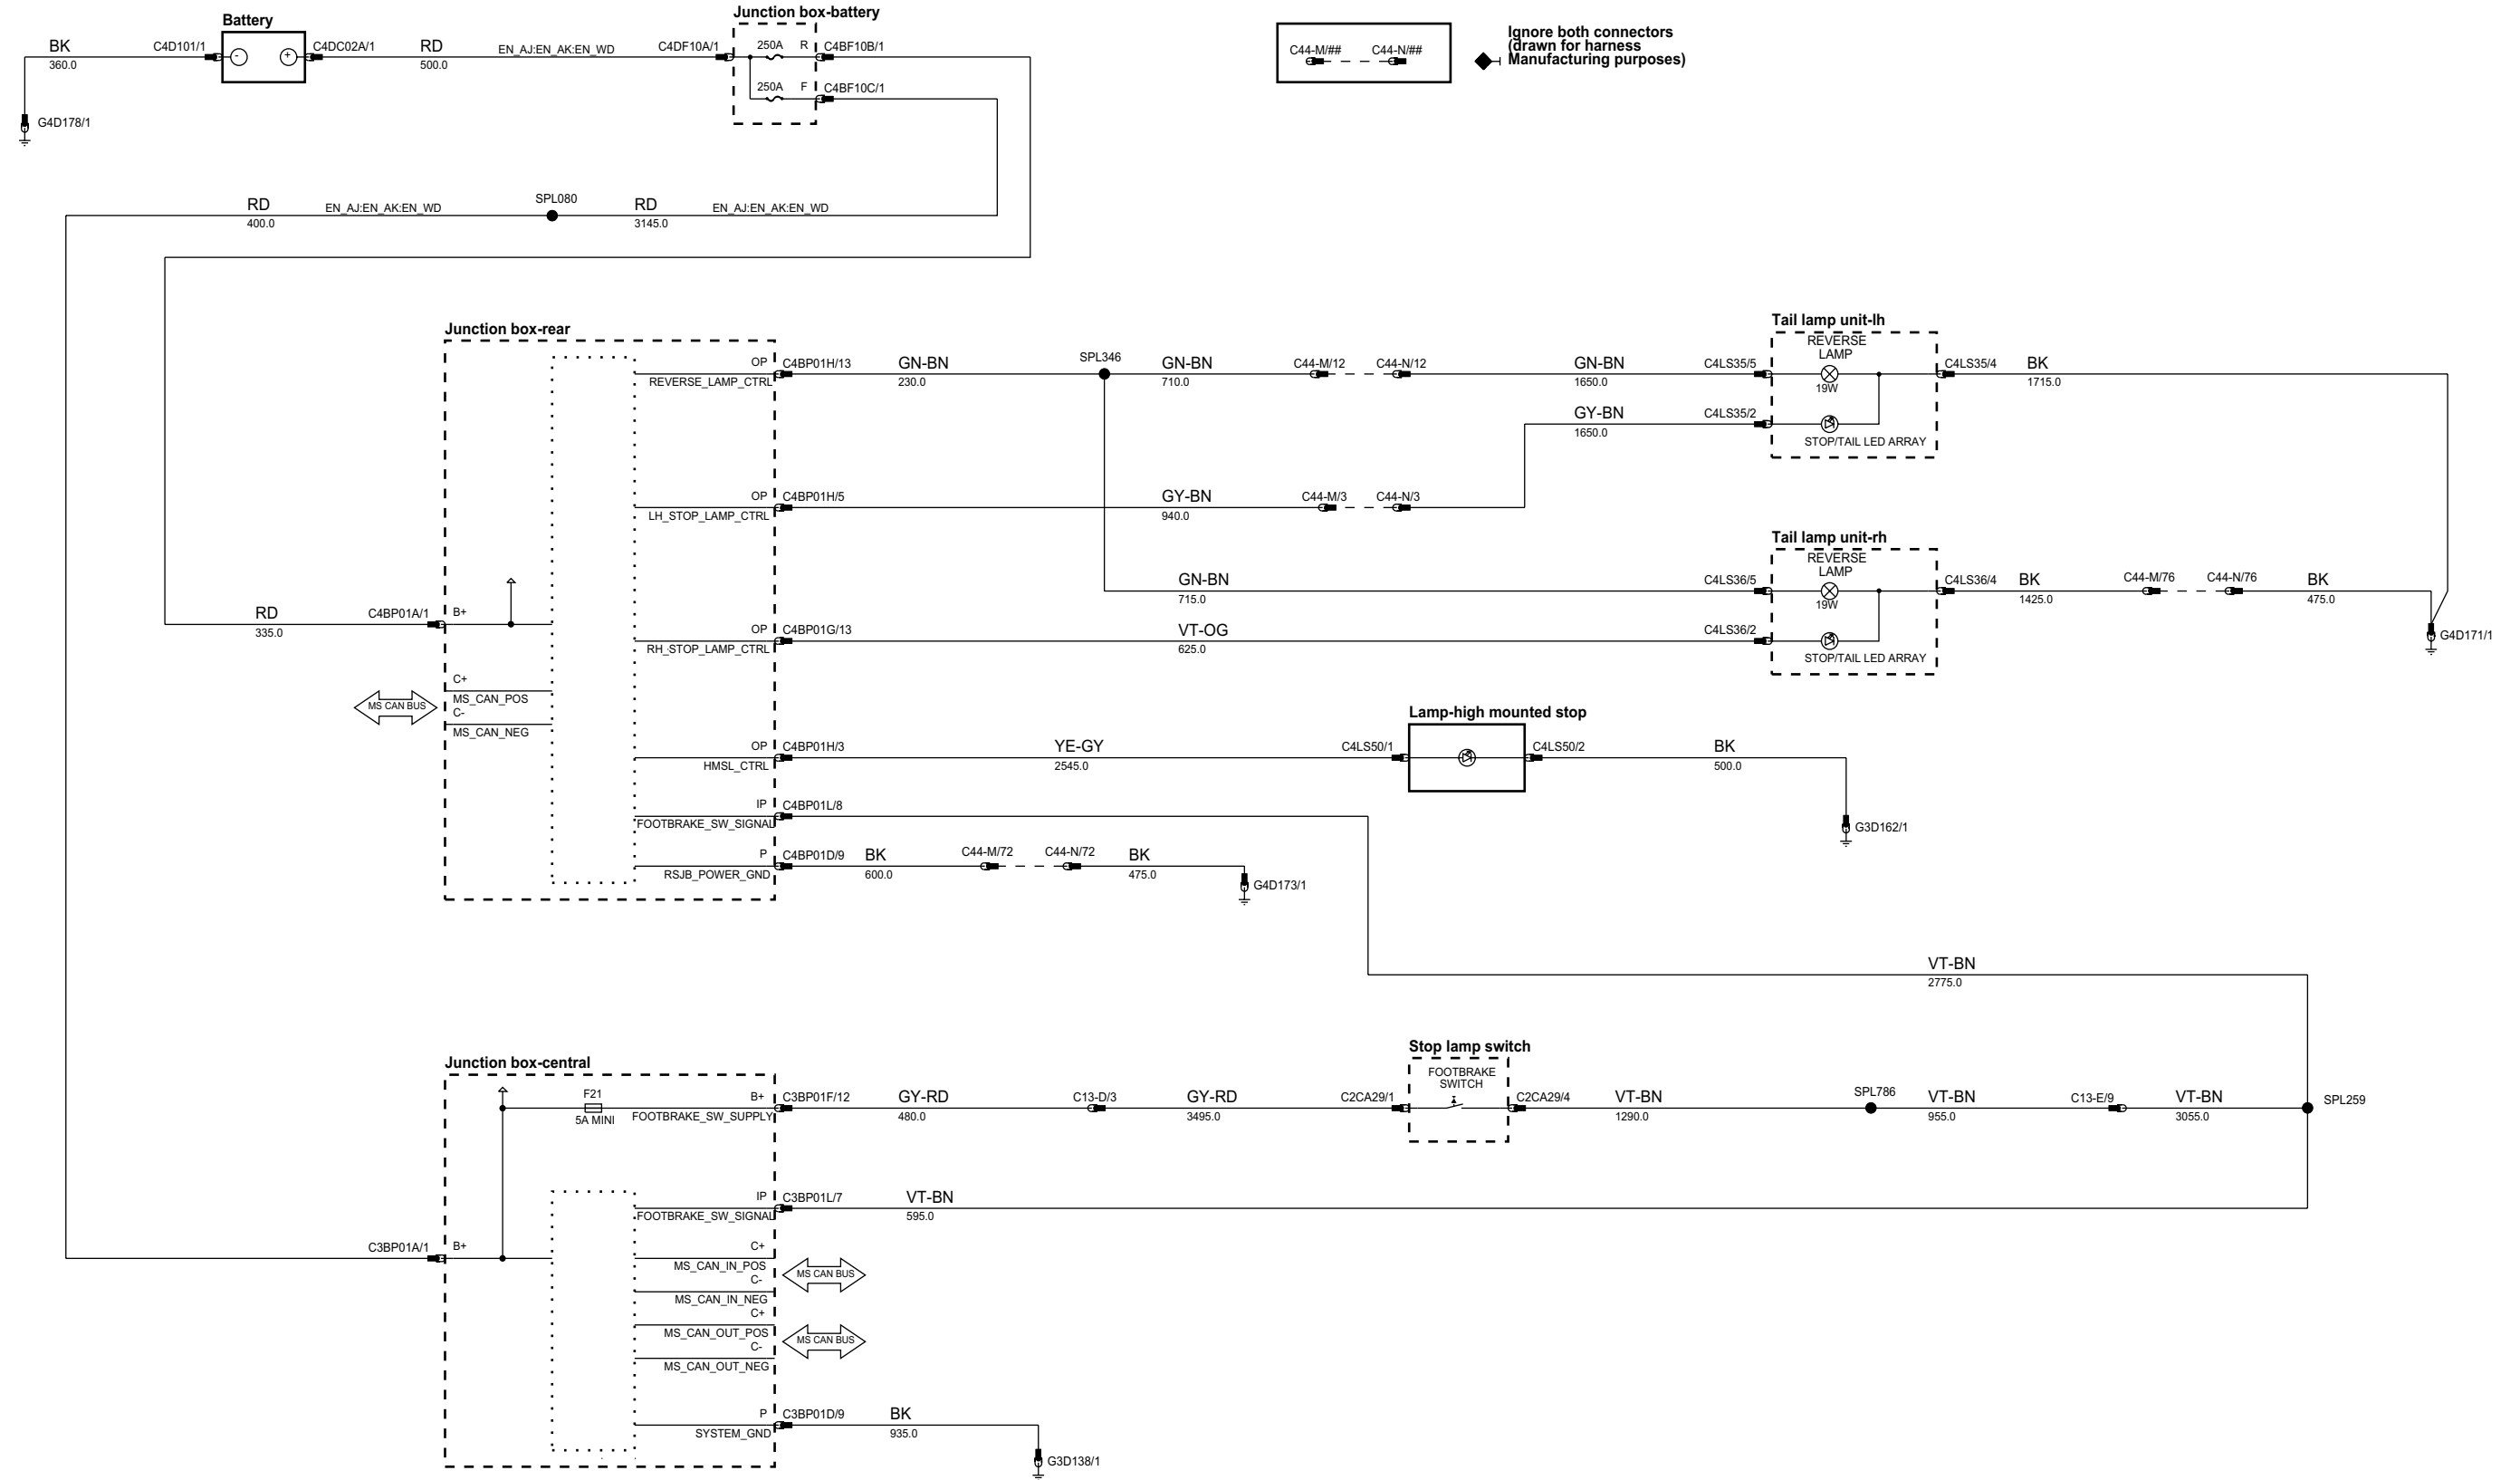 Battery
BK
360.0
C4D101/1
-
+
C4DC02A/1
RD
500.0
EN_AJ:EN_AK:EN_WD
G4D178/1
Junction box-battery
C4DF10A/1
250A R
C4BF10B/1
250A F
C4BF10C/1
C44-M/## C44-N/##
Ignore both connectors
(drawn for harness
Manufacturing purposes)
RD
400.0
EN_AJ:EN_AK:EN_WD
SPL080
RD
3145.0
EN_AJ:EN_AK:EN_WD
Junction box-rear
OP
REVERSE_LAMP_CTRL
C4BP01H/13
GN-BN
230.0
SPL346
GN-BN
710.0
C44-M/12 C44-N/12
GN-BN
1650.0
C4LS35/5
Tail lamp unit-lh
REVERSE
LAMP
19W
C4LS35/4
BK
1715.0
GY-BN
1650.0
C4LS35/2
STOP/TAIL LED ARRAY
OP
LH_STOP_LAMP_CTRL
C4BP01H/5
GY-BN
940.0
C44-M/3 C44-N/3
Tail lamp unit-rh
GN-BN
715.0
C4LS36/5
REVERSE
LAMP
19W
C4LS36/4
BK
1425.0
C44-M/76 C44-N/76
BK
475.0
G4D171/1
RD
335.0
C4BP01A/1
B+
OP
RH_STOP_LAMP_CTRL
C4BP01G/13
VT-OG
625.0
C4LS36/2
STOP/TAIL LED ARRAY
MS CAN BUS
C+
MS_CAN_POS
C-
MS_CAN_NEG
Lamp-high mounted stop
OP
HMSL_CTRL
C4BP01H/3
YE-GY
2545.0
C4LS50/1
C4LS50/2
BK
500.0
G3D162/1
IP
FOOTBRAKE_SW_SIGNAL
C4BP01L/8
P
RSJB_POWER_GND
C4BP01D/9
BK
600.0
C44-M/72 C44-N/72
BK
475.0
G4D173/1
VT-BN
2775.0
Junction box-central
F21
5A MINI
B+
FOOTBRAKE_SW_SUPPLY
C3BP01F/12
GY-RD
480.0
C13-D/3
GY-RD
3495.0
C2CA29/1
Stop lamp switch
FOOTBRAKE
SWITCH
C2CA29/4
VT-BN
1290.0
SPL786
VT-BN
955.0
C13-E/9
VT-BN
3055.0
SPL259
IP
FOOTBRAKE_SW_SIGNAL
C3BP01L/7
VT-BN
595.0
C3BP01A/1
B+
C+
MS_CAN_IN_POS
C-
MS_CAN_IN_NEG
MS CAN BUS
C+
MS_CAN_OUT_POS
C-
MS_CAN_OUT_NEG
MS CAN BUS
P
SYSTEM_GND
C3BP01D/9
BK
935.0
G3D138/1